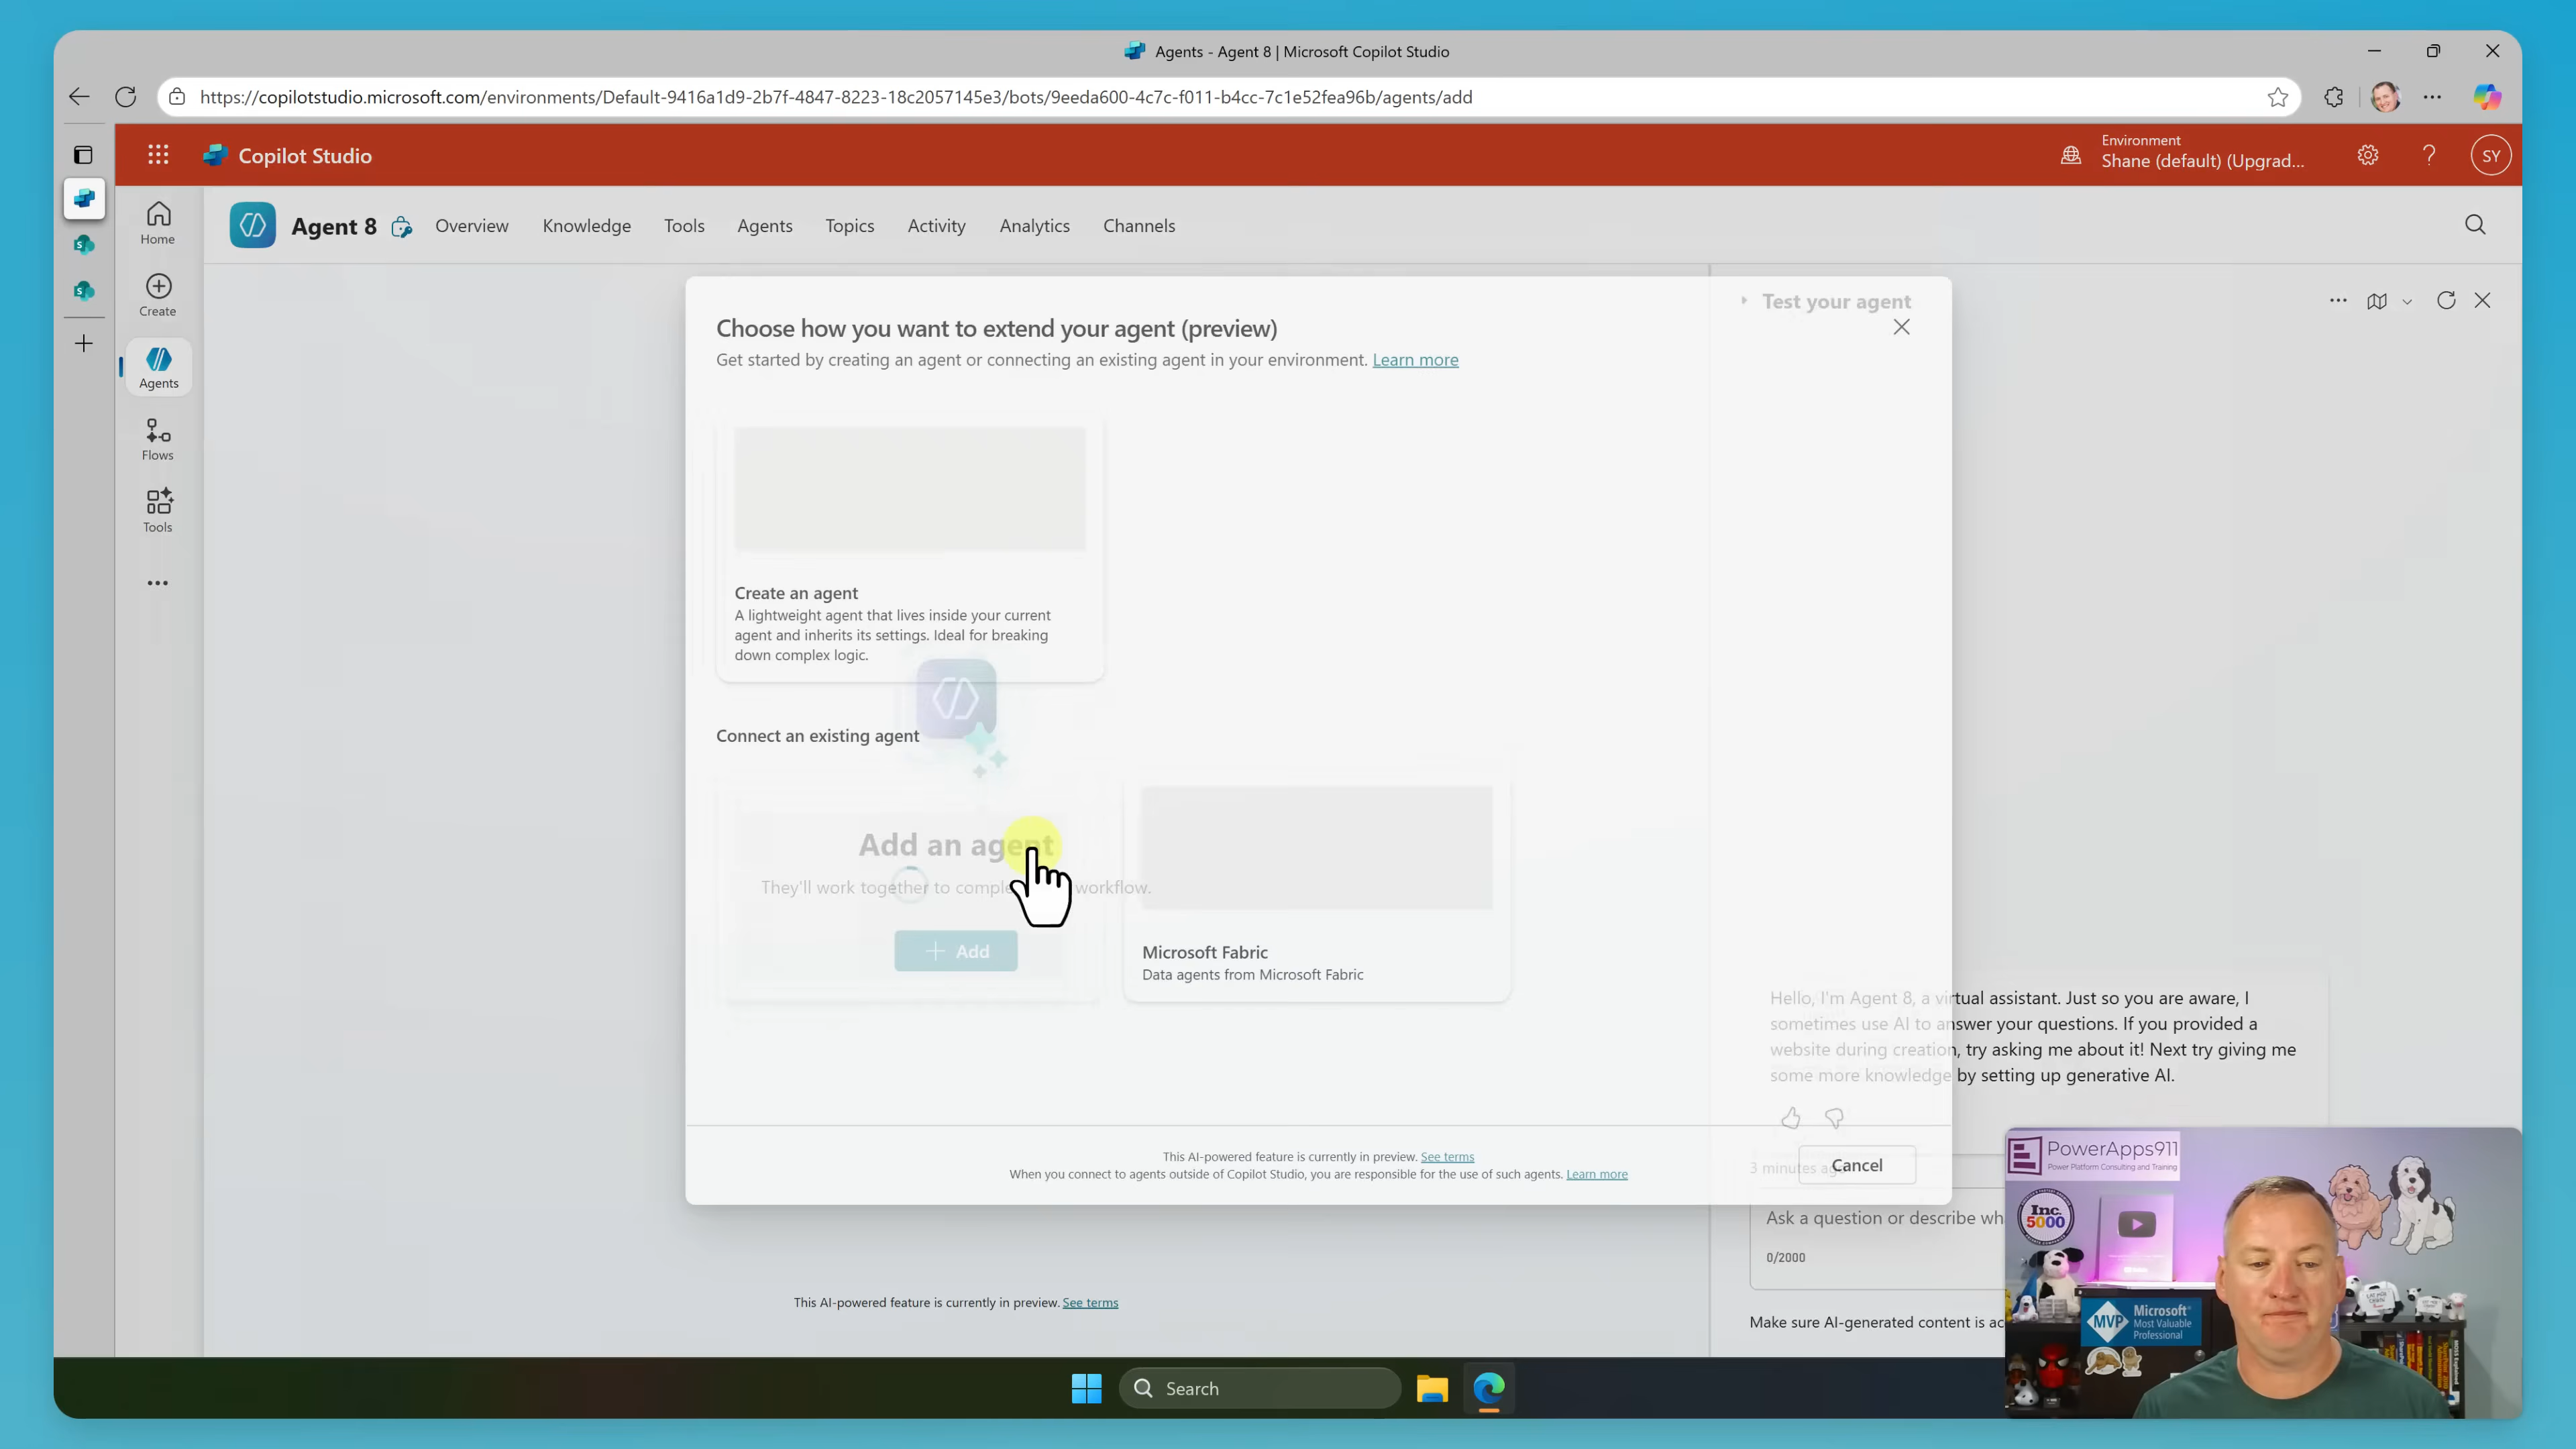 Agents - Agent 8 | Microsoft Copilot Studio
https://copilotstudio.microsoft.com/environments/Default-9416a1d9-2b7f-4847-8223-18c2057145e3/bots/9eeda600-4c7c-f011-b4cc-7c1e52fea96b/agents/add
Copilot Studio
Environment
Shane (default) (Upgrad...
SY
Home
Create
Agents
Flows
Tools
Agent 8
Overview
Knowledge
Tools
Agents
Topics
Activity
Analytics
Channels
Test your agent
Choose how you want to extend your agent (preview)
Get started by creating an agent or connecting an existing agent in your environment. Learn more
Create an agent
A lightweight agent that lives inside your current
agent and inherits its settings. Ideal for breaking
down complex logic.
Connect an existing agent
Add an agent
They'll work together to workflow.
Add
Microsoft Fabric
Data agents from Microsoft Fabric
Hello, I'm Agent 8, a virtual assistant. Just so you are aware, I
sometimes use AI to answer your questions. If you provided a
website during creation, try asking me about it! Next try giving me
some more knowledge by setting up generative AI.
This AI-powered feature is currently in preview. See terms
When you connect to agents outside of Copilot Studio, you are responsible for the use of such agents. Learn more
3 minutes
Cancel
Ask a question or describe
0/2000
This AI-powered feature is currently in preview. See terms
Make sure AI-generated content is
PowerApps911
Power Platform Consulting and Training
Inc.
5000
MVP
Microsoft
Most Valuable
Professional
Search